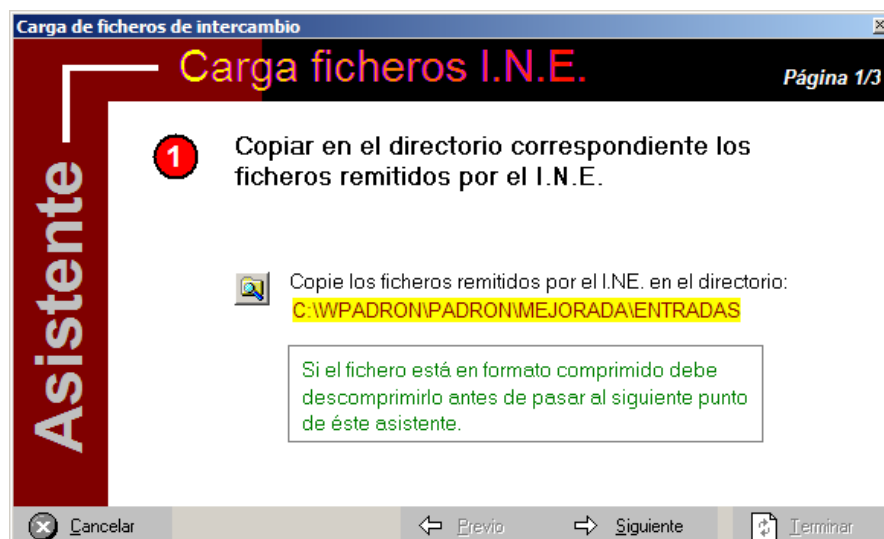 Carga de ficheros de intercambio
Carga ficheros I.N.E.
Página 1/3
Asistente
1
Copiar en el directorio correspondiente los
ficheros remitidos por el I.N.E.
Copie los ficheros remitidos por el I.NE. en el directorio:
C:\WPADRON\PADRON\MEJORADA\ENTRADAS
Si el fichero está en formato comprimido debe
descomprimirlo antes de pasar al siguiente punto
de éste asistente.
Cancelar
Previo
Siguiente
Terminar